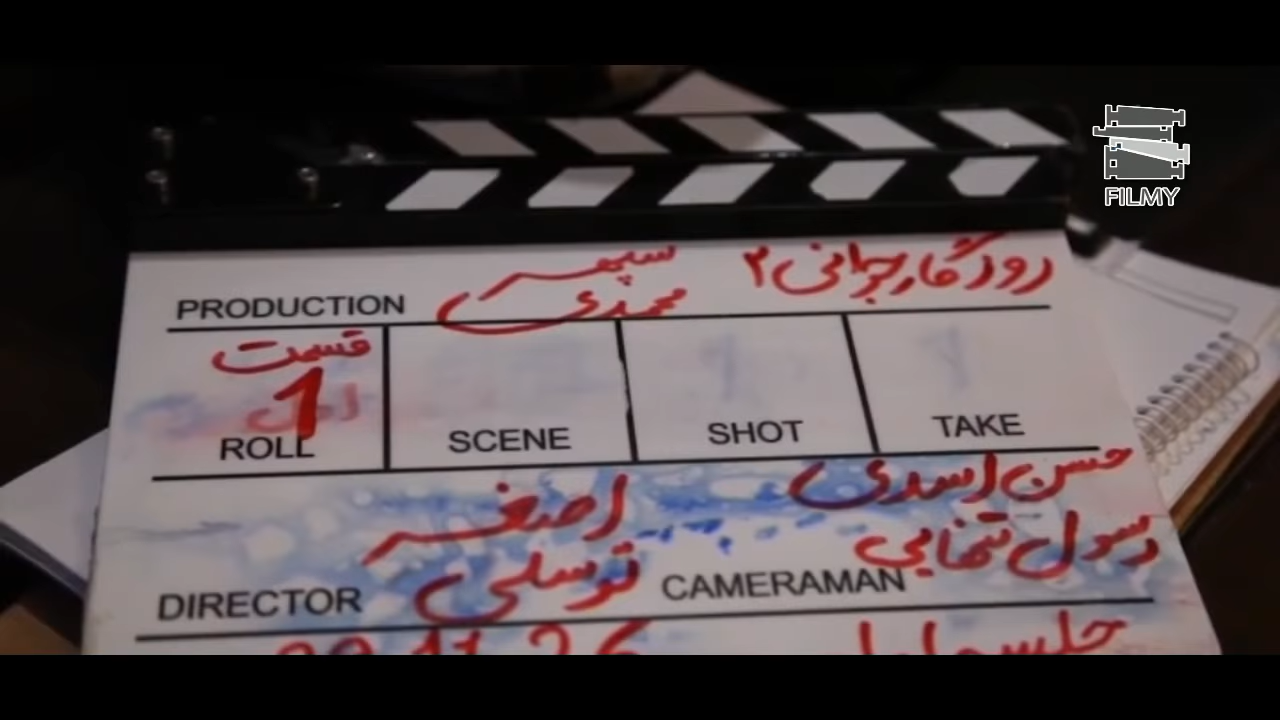 FILMY
روزگار جوانی ۲
سپهر
محمدی
PRODUCTION
قسمت
1
ROLL
SCENE
SHOT
TAKE
حسن اسدی
رسول تنهایی
CAMERAMAN
اصغر
توسلی
DIRECTOR